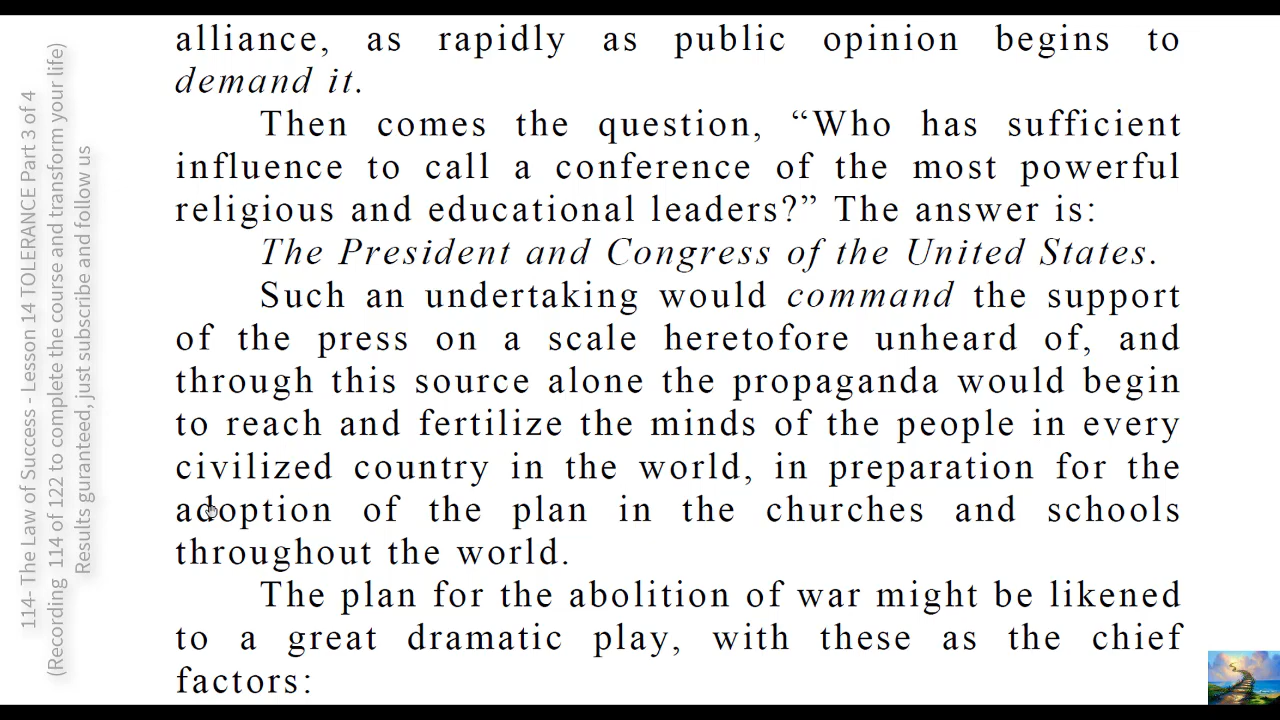 alliance, as rapidly as public opinion begins to
demand it.
Then comes the question, “Who has sufficient
influence to call a conference of the most powerful
religious and educational leaders?” The answer is:
The President and Congress of the United States.
Such an undertaking would command the support
of the press on a scale heretofore unheard of, and
through this source alone the propaganda would begin
to reach and fertilize the minds of the people in every
civilized country in the world, in preparation for the
adoption of the plan in the churches and schools
throughout the world.
The plan for the abolition of war might be likened
to a great dramatic play, with these as the chief
factors:
114- The Law of Success - Lesson 14 TOLERANCE Part 3 of 4
(Recording 114 of 122 to complete the course and transform your life)
Results guranteed, just subscribe and follow us